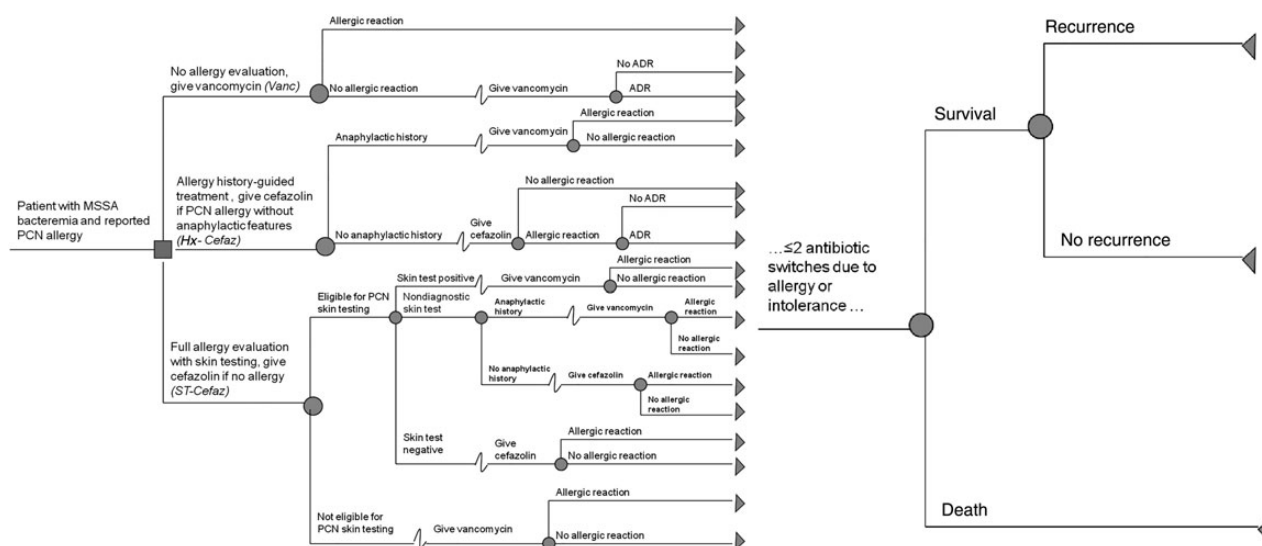 Patient with MSSA
bacteremia and reported
PCN allergy
No allergy evaluation,
give vancomycin (Vanc)
Allergic reaction
No allergic reaction
Give vancomycin
No ADR
ADR
Allergy history-guided
treatment , give cefazolin
if PCN allergy without
anaphylactic features
(Hx- Cefaz)
Anaphylactic history
Give vancomycin
Allergic reaction
No allergic reaction
No anaphylactic history
Give
cefazolin
No allergic reaction
Allergic reaction
No ADR
ADR
Full allergy evaluation
with skin testing, give
cefazolin if no allergy
(ST-Cefaz)
Eligible for PCN
skin testing
Skin test positive
Give vancomycin
Allergic reaction
No allergic reaction
Nondiagnostic
skin test
Anaphylactic
history
Give vancomycin
Allergic
reaction
No allergic
reaction
No anaphylactic
history
Give cefazolin
Allergic reaction
No allergic
reaction
Skin test
negative
Give
cefazolin
Allergic reaction
No allergic reaction
Not eligible for
PCN skin testing
Give vancomycin
Allergic reaction
No allergic reaction
…≤2 antibiotic
switches due to
allergy or
intolerance …
Survival
Recurrence
No recurrence
Death